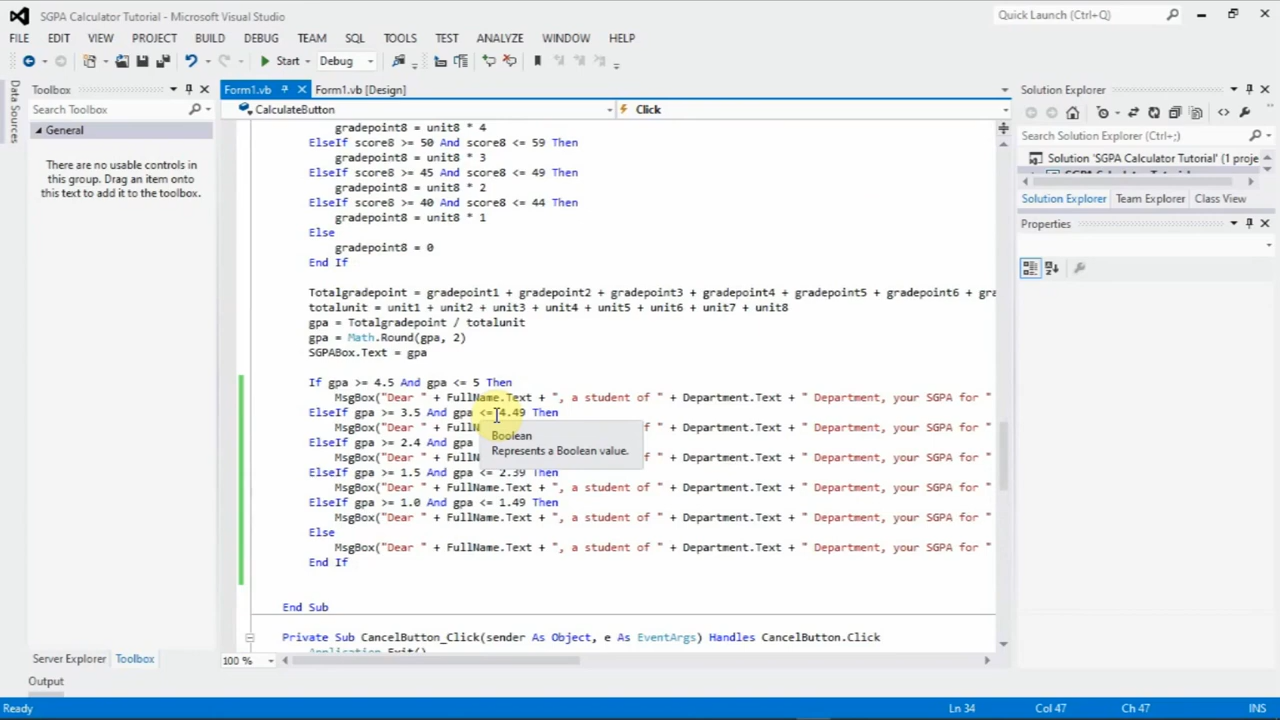 SGPA Calculator Tutorial - Microsoft Visual Studio
Quick Launch (Ctrl+Q)
FILE EDIT VIEW PROJECT BUILD DEBUG TEAM SQL TOOLS TEST ANALYZE WINDOW HELP
Start Debug
Data Sources
Toolbox
Search Toolbox
General
There are no usable controls in
this group. Drag an item onto
this text to add it to the toolbox.
Server Explorer Toolbox
Form1.vb Form1.vb [Design]
CalculateButton Click
gradepoint8 = unit8 * 4
ElseIf score8 >= 50 And score8 <= 59 Then
gradepoint8 = unit8 * 3
ElseIf score8 >= 45 And score8 <= 49 Then
gradepoint8 = unit8 * 2
ElseIf score8 >= 40 And score8 <= 44 Then
gradepoint8 = unit8 * 1
Else
gradepoint8 = 0
End If
Totalgradepoint = gradepoint1 + gradepoint2 + gradepoint3 + gradepoint4 + gradepoint5 + gradepoint6 + gra
totalunit = unit1 + unit2 + unit3 + unit4 + unit5 + unit6 + unit7 + unit8
gpa = Totalgradepoint / totalunit
gpa = Math.Round(gpa, 2)
SGPABox.Text = gpa
If gpa >= 4.5 And gpa <= 5 Then
MsgBox("Dear " + FullName.Text + ", a student of " + Department.Text + " Department, your SGPA for "
ElseIf gpa >= 3.5 And gpa <= 4.49 Then
MsgBox("Dear " + FullN s.Text + ", a student of " + Department.Text + " Department, your SGPA for "
Boolean
Represents a Boolean value.
ElseIf gpa >= 2.4 And gpa
MsgBox("Dear " + FullN " + Department.Text + " Department, your SGPA for "
ElseIf gpa >= 1.5 And gpa <= 2.39 Then
MsgBox("Dear " + FullName.Text + ", a student of " + Department.Text + " Department, your SGPA for "
ElseIf gpa >= 1.0 And gpa <= 1.49 Then
MsgBox("Dear " + FullName.Text + ", a student of " + Department.Text + " Department, your SGPA for "
Else
MsgBox("Dear " + FullName.Text + ", a student of " + Department.Text + " Department, your SGPA for "
End If
End Sub
Private Sub CancelButton_Click(sender As Object, e As EventArgs) Handles CancelButton.Click
Application.Exit()
100 %
Solution Explorer
Search Solution Explorer (Ctrl+;)
Solution 'SGPA Calculator Tutorial' (1 proje
SGPA Calculator Tutorial
Solution Explorer Team Explorer Class View
Properties
Output
Ready Ln 34 Col 47 Ch 47 INS